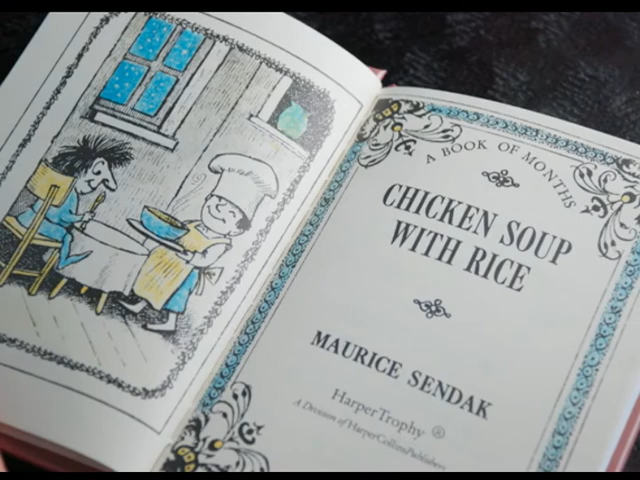 A BOOK OF MONTHS
CHICKEN SOUP
WITH RICE
MAURICE SENDAK
HarperTrophy ®
A Division of HarperCollinsPublishers